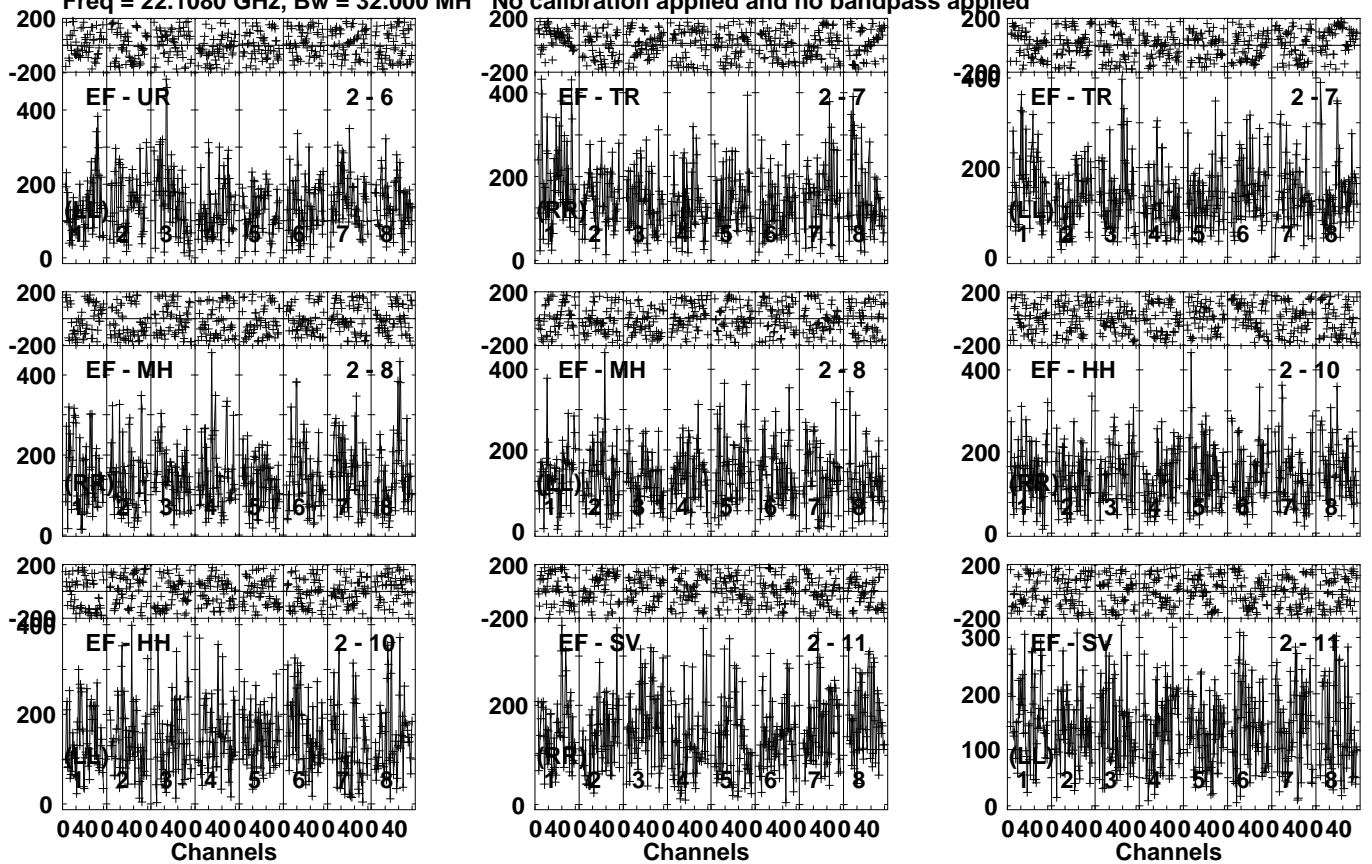 Freq = 22.1080 GHz, Bw = 32.000 MH No calibration applied and no bandpass applied
200 200 200
-200 -200 -200
EF - UR 2 - 6 EF - TR 2 - 7 EF - TR 2 - 7
400 400 400
200 200 200
(LL) (RR) (LL)
1 2 3 4 5 6 7 8 1 2 3 4 5 6 7 8 1 2 3 4 5 6 7 8
0 0 0
200 200 200
-200 -200 -200
EF - MH 2 - 8 EF - MH 2 - 8 EF - HH 2 - 10
400 400 400
200 200 200
(RR) (LL) (RR)
1 2 3 4 5 6 7 8 1 2 3 4 5 6 7 8 1 2 3 4 5 6 7 8
0 0 0
200 200 200
-200 -200 -200
EF - HH 2 - 10 EF - SV 2 - 11 EF - SV 2 - 11
400 400 300
200 200 200
100
(LL) (RR) (LL)
1 2 3 4 5 6 7 8 1 2 3 4 5 6 7 8 1 2 3 4 5 6 7 8
0 0 0
0 40 0 40 0 40 0 40 0 40 0 40 0 40 0 40 0 40 0 40 0 40 0 40 0 40 0 40 0 40 0 40 0 40 0 40 0 40 0 40 0 40 0 40 0 40 0 40
Channels Channels Channels